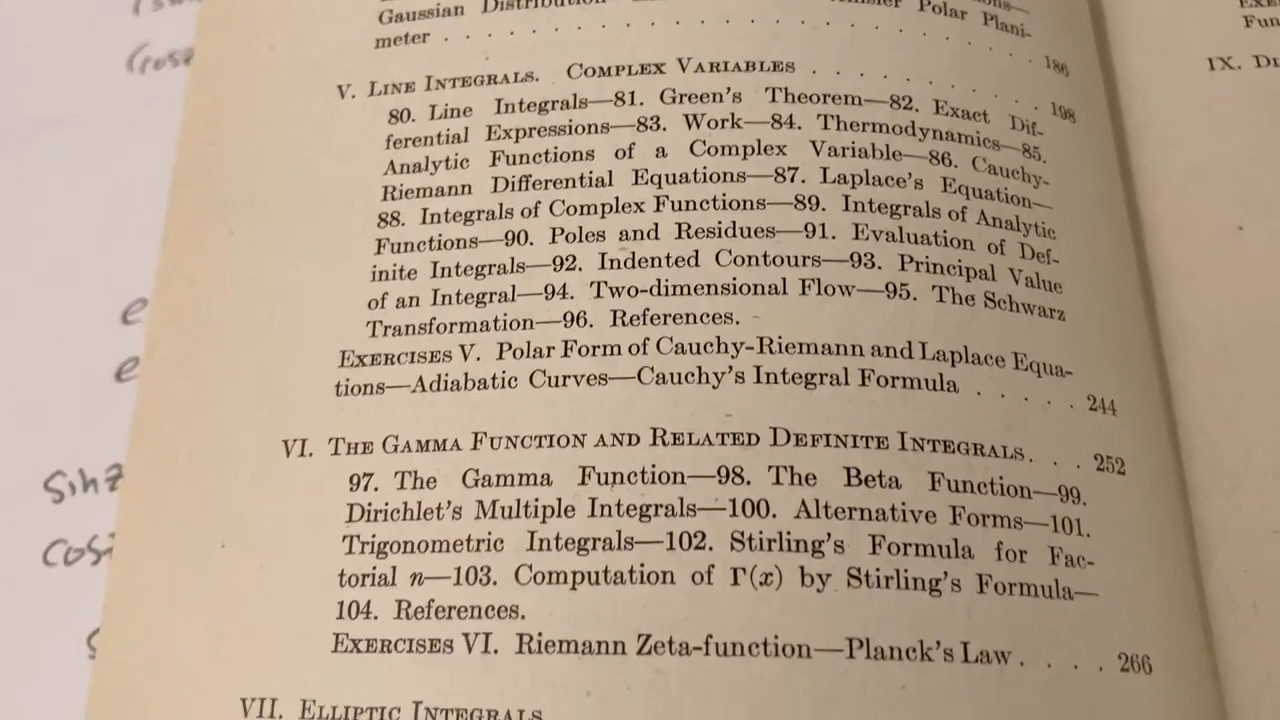 Gaussian Distribution
Polar Plani-
meter . . . . . . . . . . . . . . . 186
V. LINE INTEGRALS. COMPLEX VARIABLES . . . . . . . . . . 198
80. Line Integrals—81. Green's Theorem—82. Exact Dif-
ferential Expressions—83. Work—84. Thermodynamics—85.
Analytic Functions of a Complex Variable—86. Cauchy-
Riemann Differential Equations—87. Laplace's Equation—
88. Integrals of Complex Functions—89. Integrals of Analytic
Functions—90. Poles and Residues—91. Evaluation of Def-
inite Integrals—92. Indented Contours—93. Principal Value
of an Integral—94. Two-dimensional Flow—95. The Schwarz
Transformation—96. References.
EXERCISES V. Polar Form of Cauchy-Riemann and Laplace Equa-
tions—Adiabatic Curves—Cauchy's Integral Formula . . . . . 244
VI. THE GAMMA FUNCTION AND RELATED DEFINITE INTEGRALS . . . 252
97. The Gamma Function—98. The Beta Function—99.
Dirichlet's Multiple Integrals—100. Alternative Forms—101.
Trigonometric Integrals—102. Stirling's Formula for Fac-
torial n—103. Computation of Γ(x) by Stirling's Formula—
104. References.
EXERCISES VI. Riemann Zeta-function—Planck's Law . . . . 266
VII. ELLIPTIC INTEGRALS
Fun
IX. Di
e
e
sinz
cosi